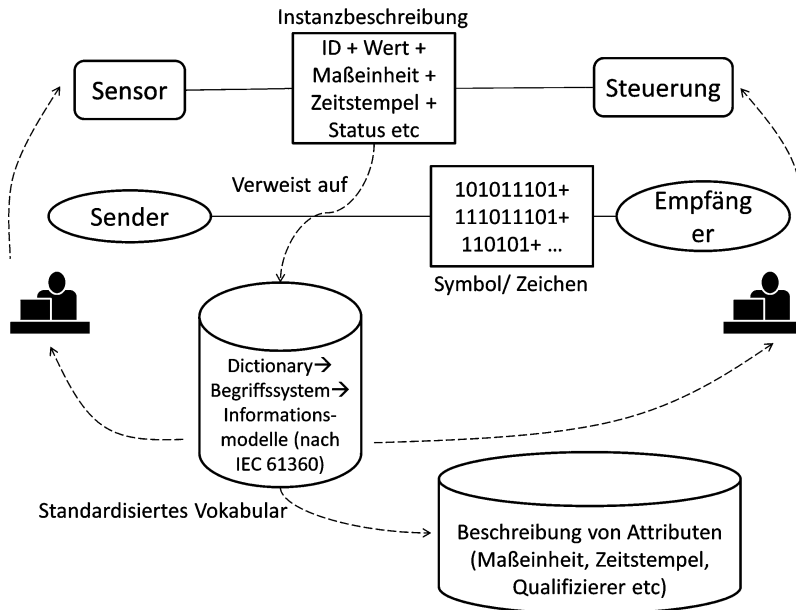 Instanzbeschreibung
ID + Wert +
Maßeinheit +
Zeitstempel +
Status etc
Sensor
Steuerung
Verweist auf
Sender
101011101+
111011101+
110101+ ...
Empfäng
er
Symbol/ Zeichen
Dictionary→
Begriffssystem→
Informations-
modelle (nach
IEC 61360)
Standardisiertes Vokabular
Beschreibung von Attributen
(Maßeinheit, Zeitstempel,
Qualifizierer etc)